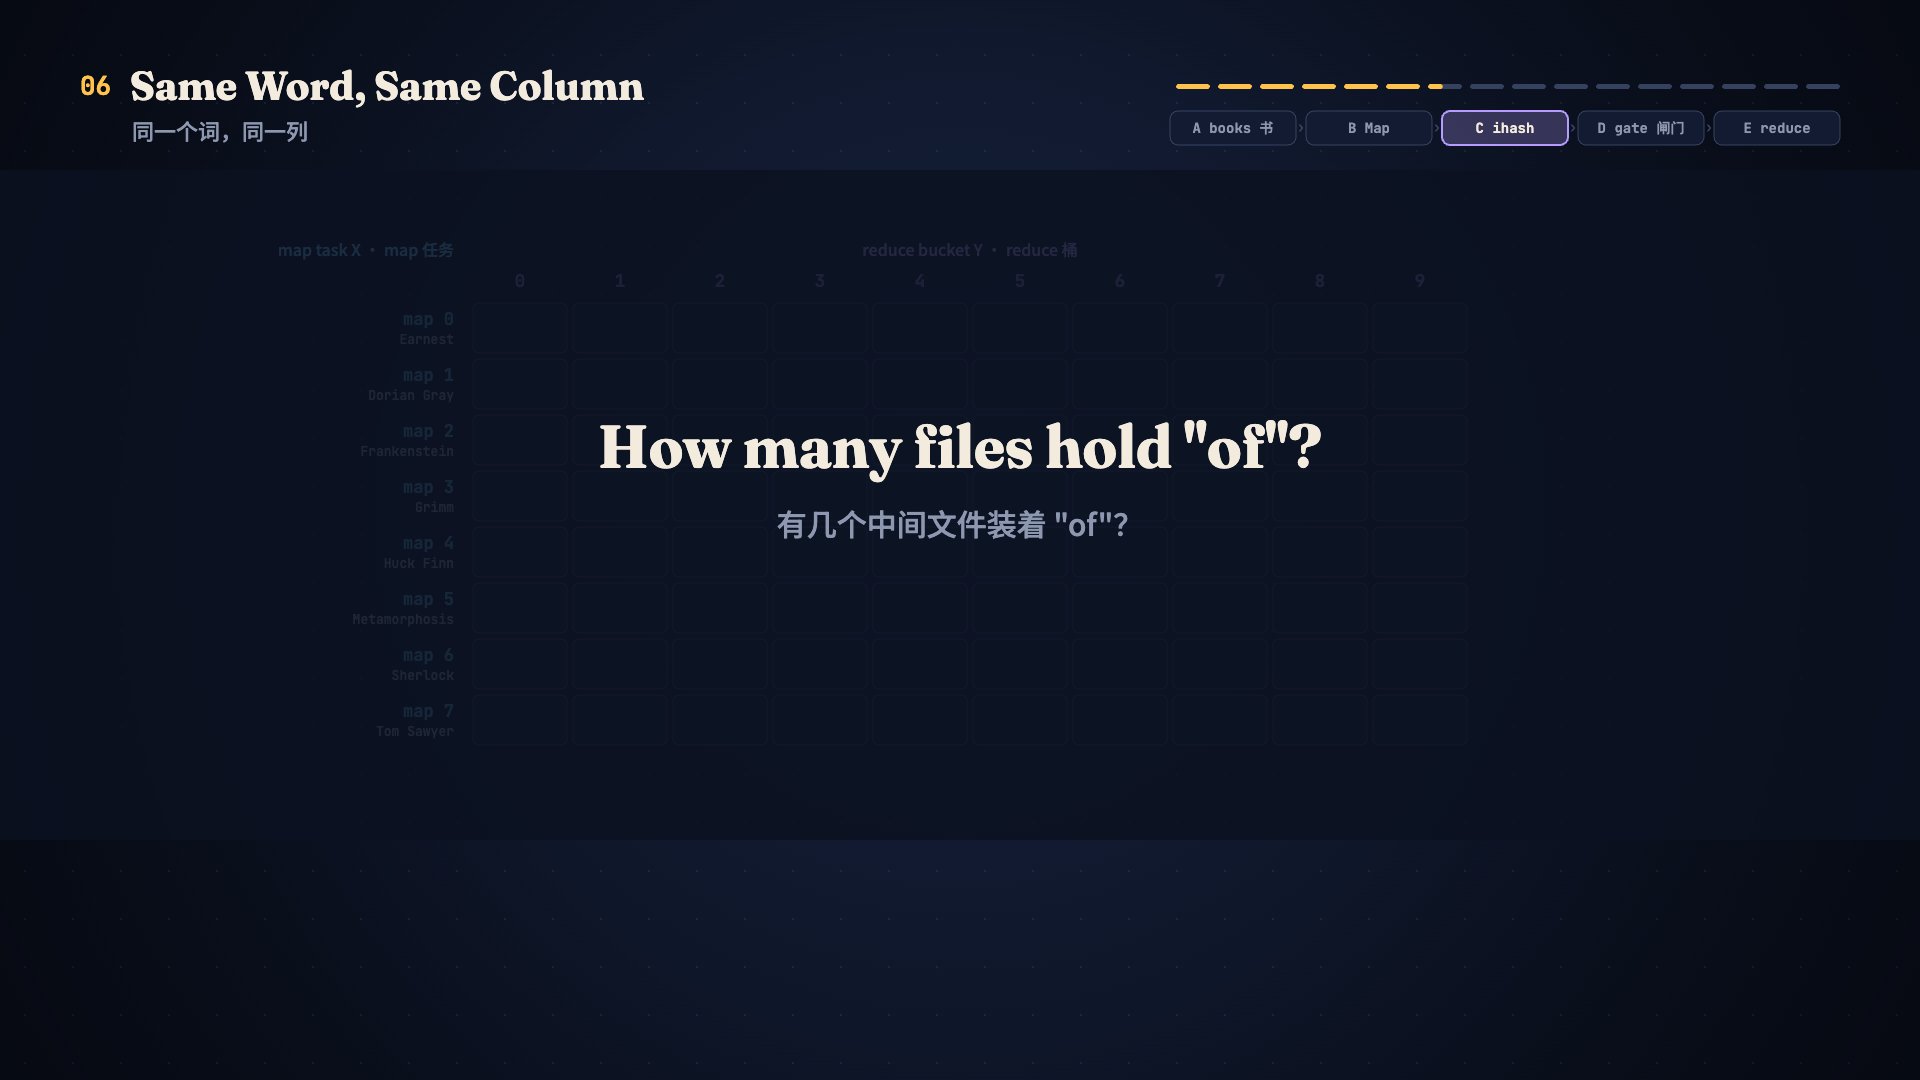 06 Same Word, Same Column
同一个词，同一列
A books 书 › B Map › C ihash › D gate 闸门 › E reduce
map task X · map 任务
reduce bucket Y · reduce 桶
0 1 2 3 4 5 6 7 8 9
map 0
Earnest
map 1
Dorian Gray
map 2
Frankenstein
map 3
Grimm
map 4
Huck Finn
map 5
Metamorphosis
map 6
Sherlock
map 7
Tom Sawyer
How many files hold "of"?
有几个中间文件装着 "of"?